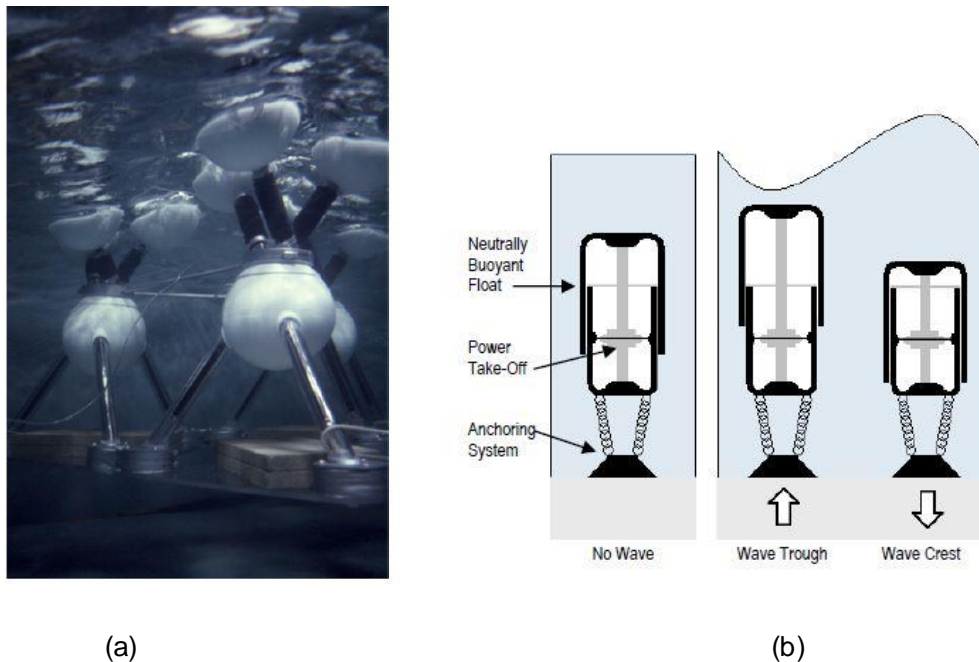 Neutrally
Buoyant
Float
Power
Take-Off
Anchoring
System
No Wave
Wave Trough
Wave Crest
(a)
(b)